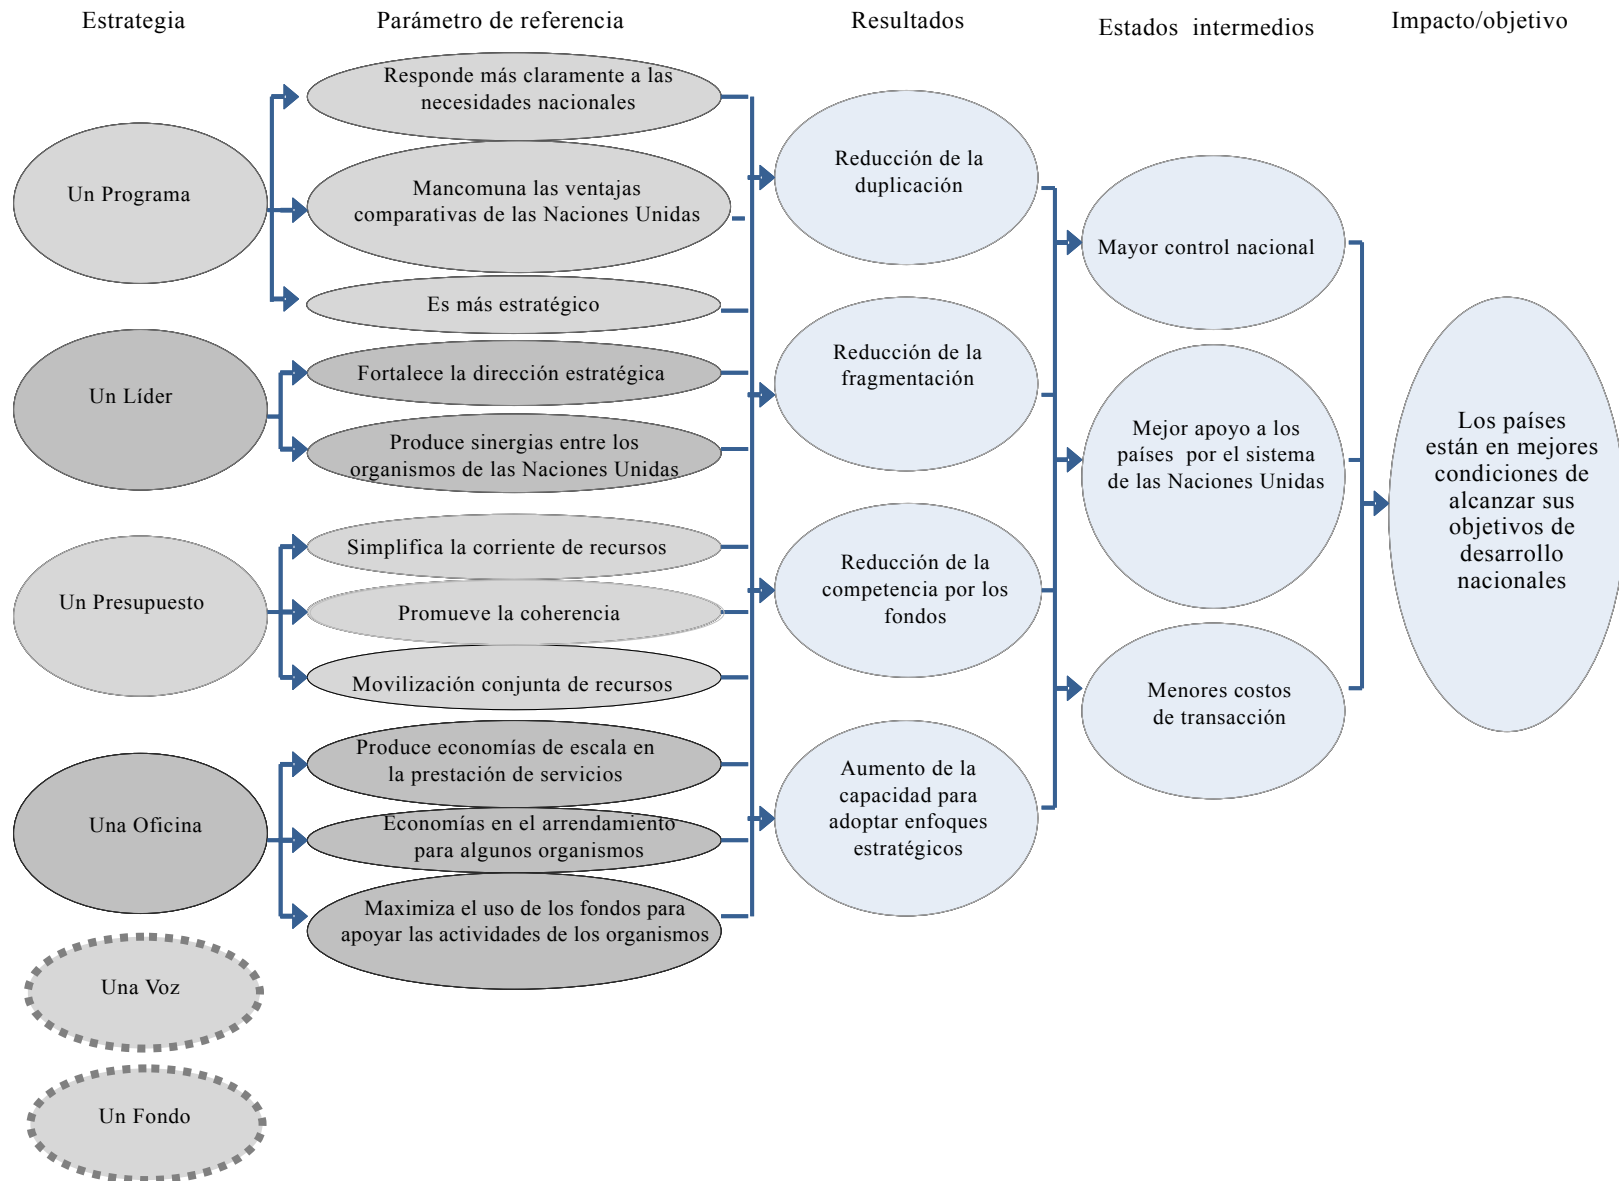 Estrategia
Parámetro de referencia
Resultados
Estados intermedios
Impacto/objetivo
Un Programa
Responde más claramente a las
necesidades nacionales
Mancomuna las ventajas
comparativas de las Naciones Unidas
Es más estratégico
Un Líder
Fortalece la dirección estratégica
Produce sinergias entre los
organismos de las Naciones Unidas
Un Presupuesto
Simplifica la corriente de recursos
Promueve la coherencia
Movilización conjunta de recursos
Una Oficina
Produce economías de escala en
la prestación de servicios
Economías en el arrendamiento
para algunos organismos
Maximiza el uso de los fondos para
apoyar las actividades de los organismos
Una Voz
Un Fondo
Reducción de la
duplicación
Reducción de la
fragmentación
Reducción de la
competencia por los
fondos
Aumento de la
capacidad para
adoptar enfoques
estratégicos
Mayor control nacional
Mejor apoyo a los
países por el sistema
de las Naciones Unidas
Menores costos
de transacción
Los países
están en mejores
condiciones de
alcanzar sus
objetivos de
desarrollo
nacionales